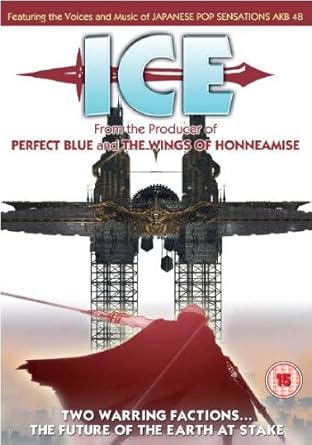 Featuring the Voices and Music of JAPANESE POP SENSATIONS AKB 48
ICE
From the Producer of
PERFECT BLUE and THE WINGS OF HONNEAMISE
15
TWO WARRING FACTIONS...
THE FUTURE OF THE EARTH AT STAKE